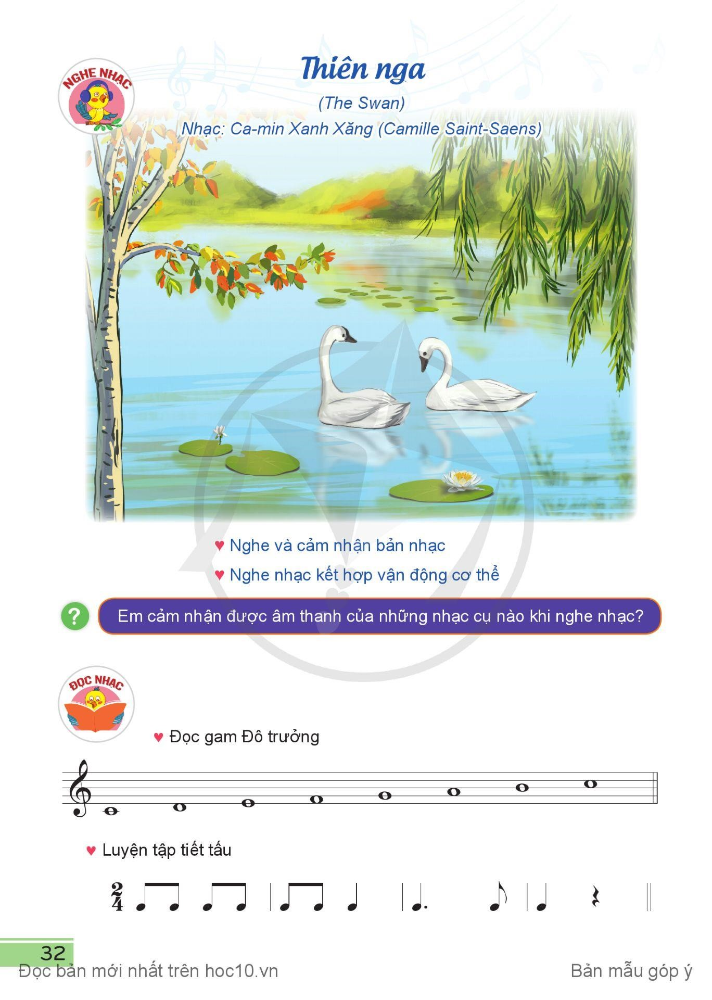 NGHE NHẠC
Thiên nga
(The Swan)
Nhạc: Ca-min Xanh Xăng (Camille Saint-Saens)
♥ Nghe và cảm nhận bản nhạc
♥ Nghe nhạc kết hợp vận động cơ thể
? Em cảm nhận được âm thanh của những nhạc cụ nào khi nghe nhạc?
ĐỌC NHẠC
♥ Đọc gam Đô trưởng
♥ Luyện tập tiết tấu
2
4
32
Đọc bản mới nhất trên hoc10.vn
Bản mẫu góp ý